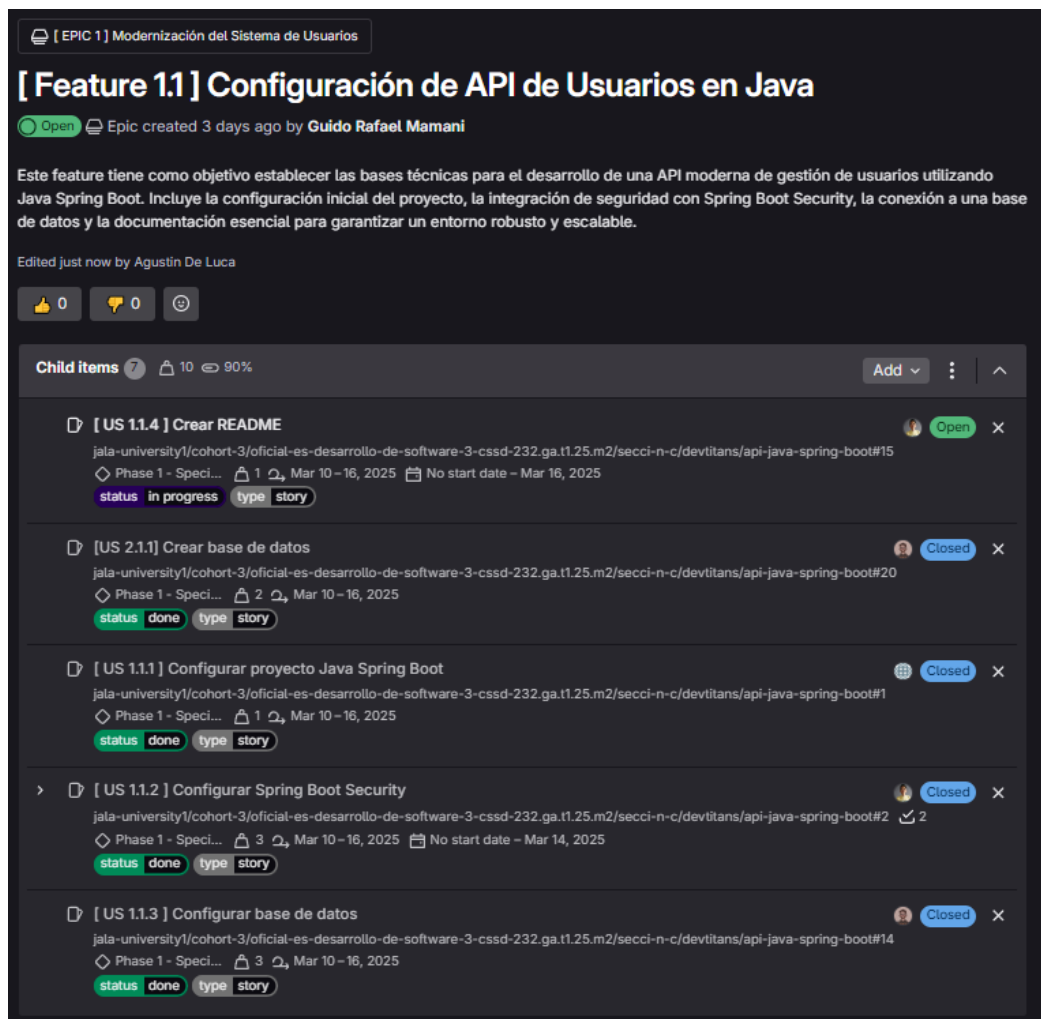 [ EPIC 1 ] Modernización del Sistema de Usuarios
[ Feature 1.1 ] Configuración de API de Usuarios en Java
Open Epic created 3 days ago by Guido Rafael Mamani
Este feature tiene como objetivo establecer las bases técnicas para el desarrollo de una API moderna de gestión de usuarios utilizando
Java Spring Boot. Incluye la configuración inicial del proyecto, la integración de seguridad con Spring Boot Security, la conexión a una base
de datos y la documentación esencial para garantizar un entorno robusto y escalable.
Edited just now by Agustin De Luca
0 0
Child items 7 10 90% Add
[ US 1.1.4 ] Crear README Open
jala-university1/cohort-3/oficial-es-desarrollo-de-software-3-cssd-232.ga.t1.25.m2/secci-n-c/devtitans/api-java-spring-boot#15
Phase 1 - Speci... 1 Mar 10–16, 2025 No start date – Mar 16, 2025
status in progress type story
[US 2.1.1] Crear base de datos Closed
jala-university1/cohort-3/oficial-es-desarrollo-de-software-3-cssd-232.ga.t1.25.m2/secci-n-c/devtitans/api-java-spring-boot#20
Phase 1 - Speci... 2 Mar 10–16, 2025
status done type story
[ US 1.1.1 ] Configurar proyecto Java Spring Boot Closed
jala-university1/cohort-3/oficial-es-desarrollo-de-software-3-cssd-232.ga.t1.25.m2/secci-n-c/devtitans/api-java-spring-boot#1
Phase 1 - Speci... 1 Mar 10–16, 2025
status done type story
[ US 1.1.2 ] Configurar Spring Boot Security Closed
jala-university1/cohort-3/oficial-es-desarrollo-de-software-3-cssd-232.ga.t1.25.m2/secci-n-c/devtitans/api-java-spring-boot#2 2
Phase 1 - Speci... 3 Mar 10–16, 2025 No start date – Mar 14, 2025
status done type story
[ US 1.1.3 ] Configurar base de datos Closed
jala-university1/cohort-3/oficial-es-desarrollo-de-software-3-cssd-232.ga.t1.25.m2/secci-n-c/devtitans/api-java-spring-boot#14
Phase 1 - Speci... 3 Mar 10–16, 2025
status done type story